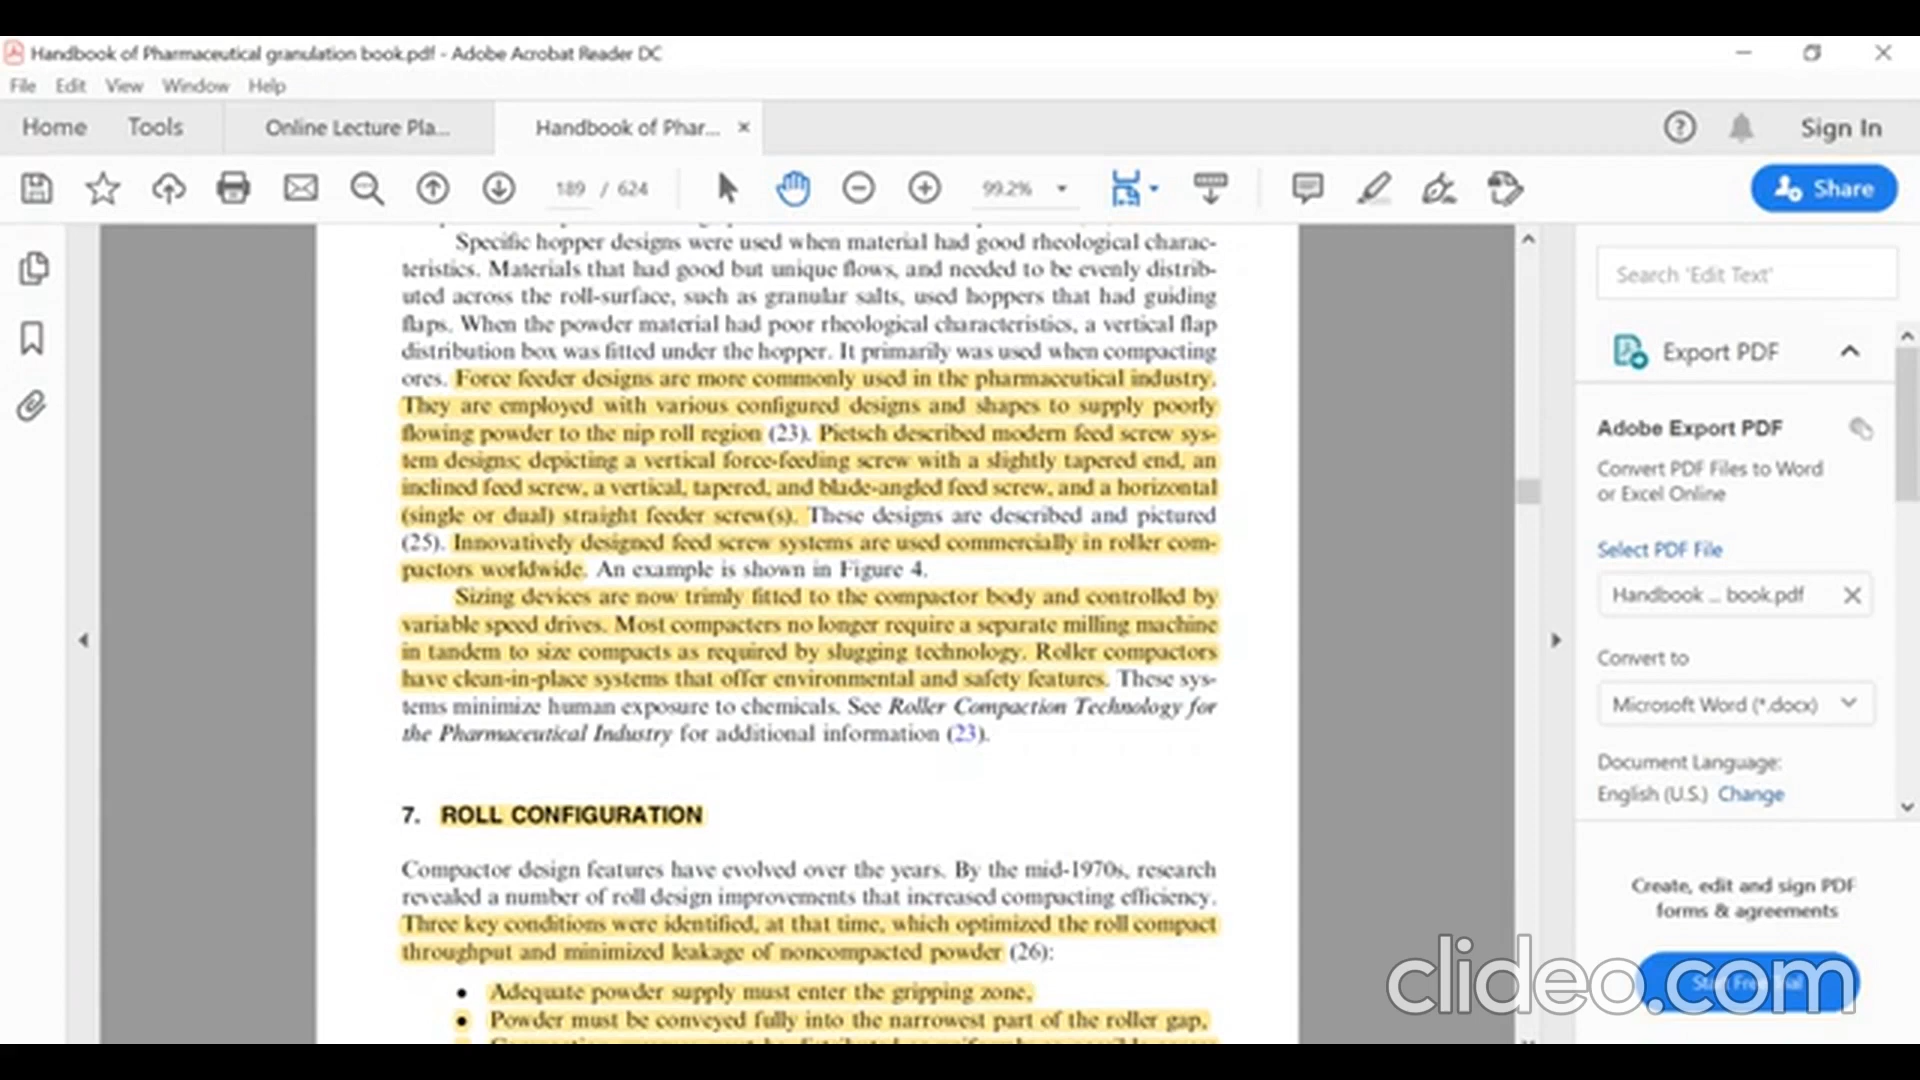 Handbook of Pharmaceutical granulation book.pdf - Adobe Acrobat Reader DC
File Edit View Window Help
Home Tools Online Lecture Pla... Handbook of Phar... × Sign In
189 / 624 99.2% Share
Specific hopper designs were used when material had good rheological charac-
teristics. Materials that had good but unique flows, and needed to be evenly distrib-
uted across the roll-surface, such as granular salts, used hoppers that had guiding
flaps. When the powder material had poor rheological characteristics, a vertical flap
distribution box was fitted under the hopper. It primarily was used when compacting
ores. Force feeder designs are more commonly used in the pharmaceutical industry.
They are employed with various configured designs and shapes to supply poorly
flowing powder to the nip roll region (23). Pietsch described modern feed screw sys-
tem designs; depicting a vertical force-feeding screw with a slightly tapered end, an
inclined feed screw, a vertical, tapered, and blade-angled feed screw, and a horizontal
(single or dual) straight feeder screw(s). These designs are described and pictured
(25). Innovatively designed feed screw systems are used commercially in roller com-
pactors worldwide. An example is shown in Figure 4.
Sizing devices are now trimly fitted to the compactor body and controlled by
variable speed drives. Most compacters no longer require a separate milling machine
in tandem to size compacts as required by slugging technology. Roller compactors
have clean-in-place systems that offer environmental and safety features. These sys-
tems minimize human exposure to chemicals. See Roller Compaction Technology for
the Pharmaceutical Industry for additional information (23).
7. ROLL CONFIGURATION
Compactor design features have evolved over the years. By the mid-1970s, research
revealed a number of roll design improvements that increased compacting efficiency.
Three key conditions were identified, at that time, which optimized the roll compact
throughput and minimized leakage of noncompacted powder (26):
• Adequate powder supply must enter the gripping zone,
• Powder must be conveyed fully into the narrowest part of the roller gap,
Search 'Edit Text'
Export PDF
Adobe Export PDF
Convert PDF Files to Word
or Excel Online
Select PDF File
Handbook ... book.pdf
Convert to
Microsoft Word (*.docx)
Document Language:
English (U.S.) Change
Create, edit and sign PDF
forms & agreements
Start Free Trial
clideo.com